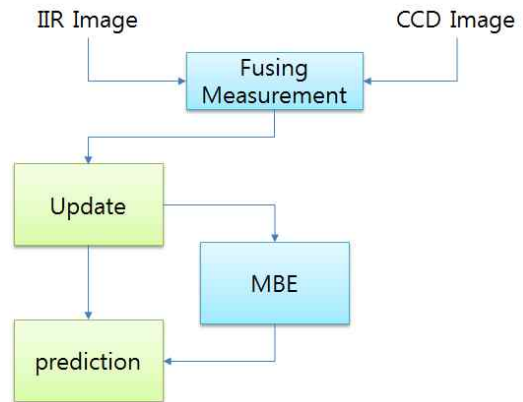 IIR Image
CCD Image
Fusing
Measurement
Update
MBE
prediction